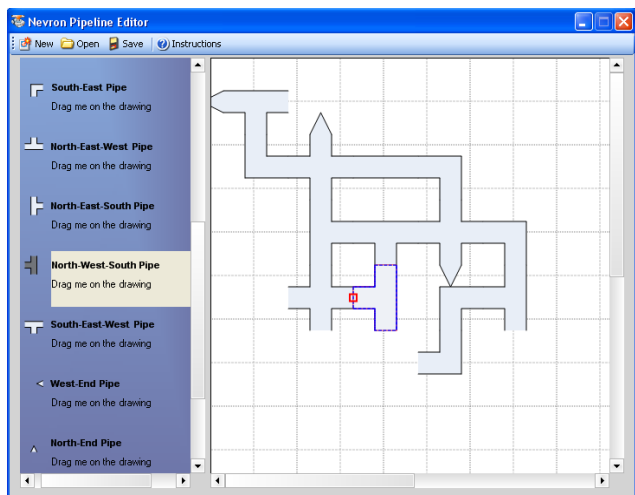 Nevron Pipeline Editor
New Open Save Instructions
South-East Pipe
Drag me on the drawing
North-East-West Pipe
Drag me on the drawing
North-East-South Pipe
Drag me on the drawing
North-West-South Pipe
Drag me on the drawing
South-East-West Pipe
Drag me on the drawing
West-End Pipe
Drag me on the drawing
North-End Pipe
Drag me on the drawing